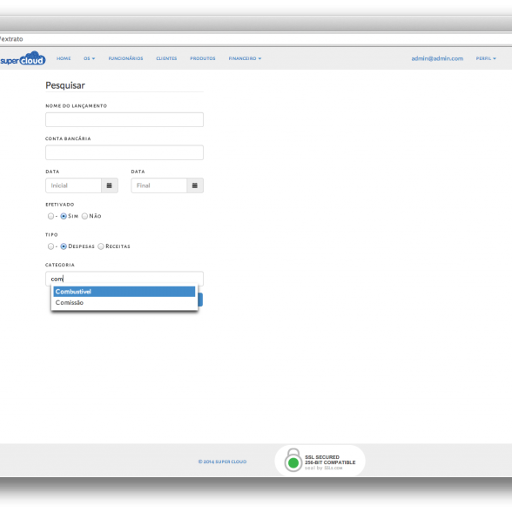 /extrato
super cloud
HOME OS FUNCIONÁRIOS CLIENTES PRODUTOS FINANCEIRO admin@admin.com PERFIL
Pesquisar
NOME DO LANÇAMENTO
CONTA BANCÁRIA
DATA DATA
Inicial Final
EFETIVADO
- SIM NÃO
TIPO
- DESPESAS RECEITAS
CATEGORIA
com
Combustível
Comissão
© 2014 SUPER CLOUD
SSL SECURED
256-BIT COMPATIBLE